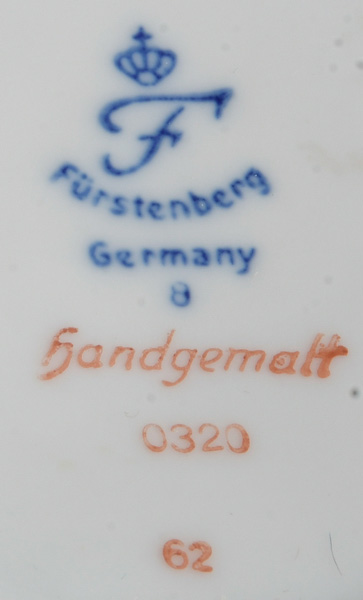 F
Fürstenberg
Germany
8
Handgemalt
0320
62